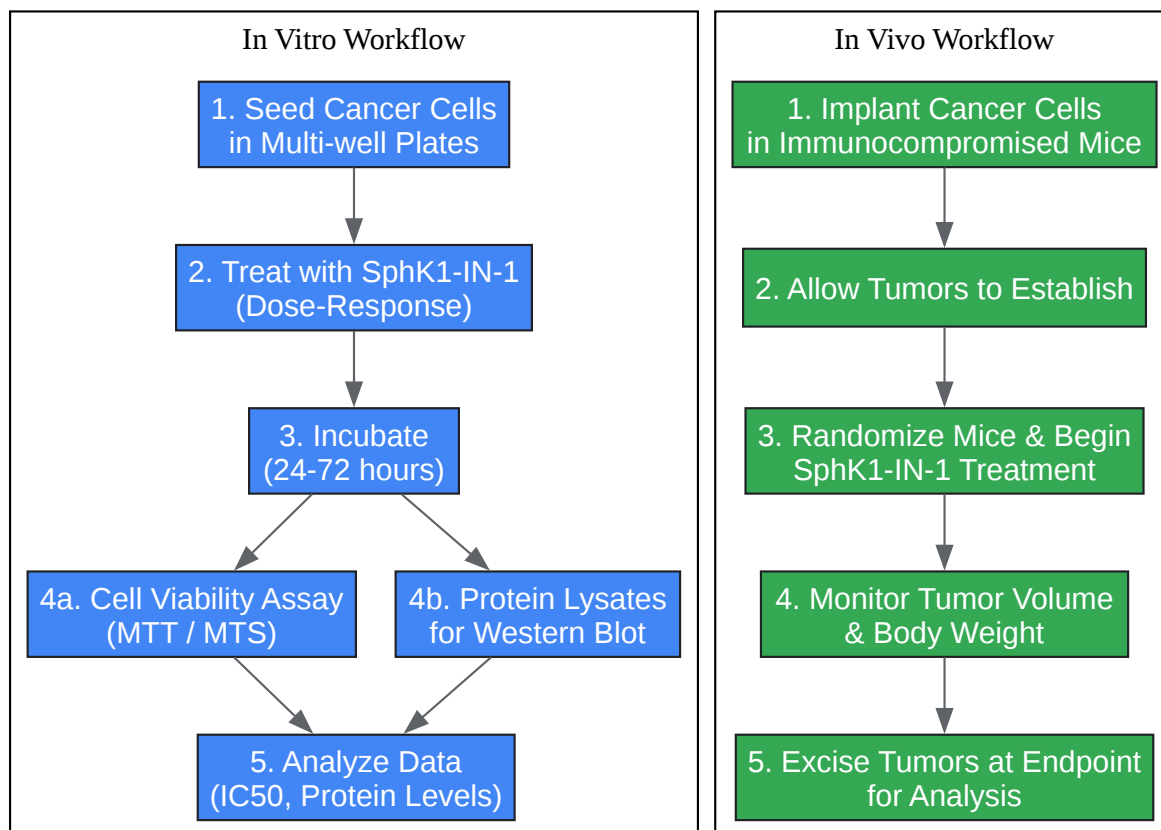 In Vitro Workflow
1. Seed Cancer Cells
in Multi-well Plates
2. Treat with SphK1-IN-1
(Dose-Response)
3. Incubate
(24-72 hours)
4a. Cell Viability Assay
(MTT / MTS)
4b. Protein Lysates
for Western Blot
5. Analyze Data
(IC50, Protein Levels)
In Vivo Workflow
1. Implant Cancer Cells
in Immunocompromised Mice
2. Allow Tumors to Establish
3. Randomize Mice & Begin
SphK1-IN-1 Treatment
4. Monitor Tumor Volume
& Body Weight
5. Excise Tumors at Endpoint
for Analysis